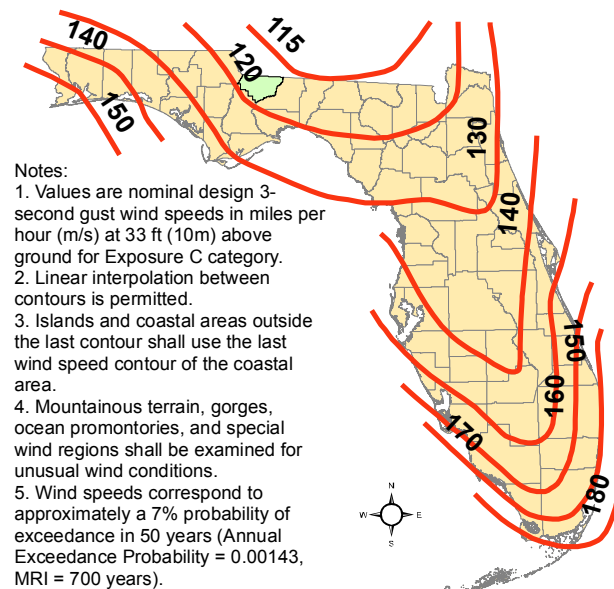 115
140
120
150
130
140
Notes:
1. Values are nominal design 3-
second gust wind speeds in miles per
hour (m/s) at 33 ft (10m) above
ground for Exposure C category.
2. Linear interpolation between
contours is permitted.
3. Islands and coastal areas outside
the last contour shall use the last
wind speed contour of the coastal
area.
4. Mountainous terrain, gorges,
ocean promontories, and special
wind regions shall be examined for
unusual wind conditions.
5. Wind speeds correspond to
approximately a 7% probability of
exceedance in 50 years (Annual
Exceedance Probability = 0.00143,
MRI = 700 years).
150
160
170
180
N
W E
S